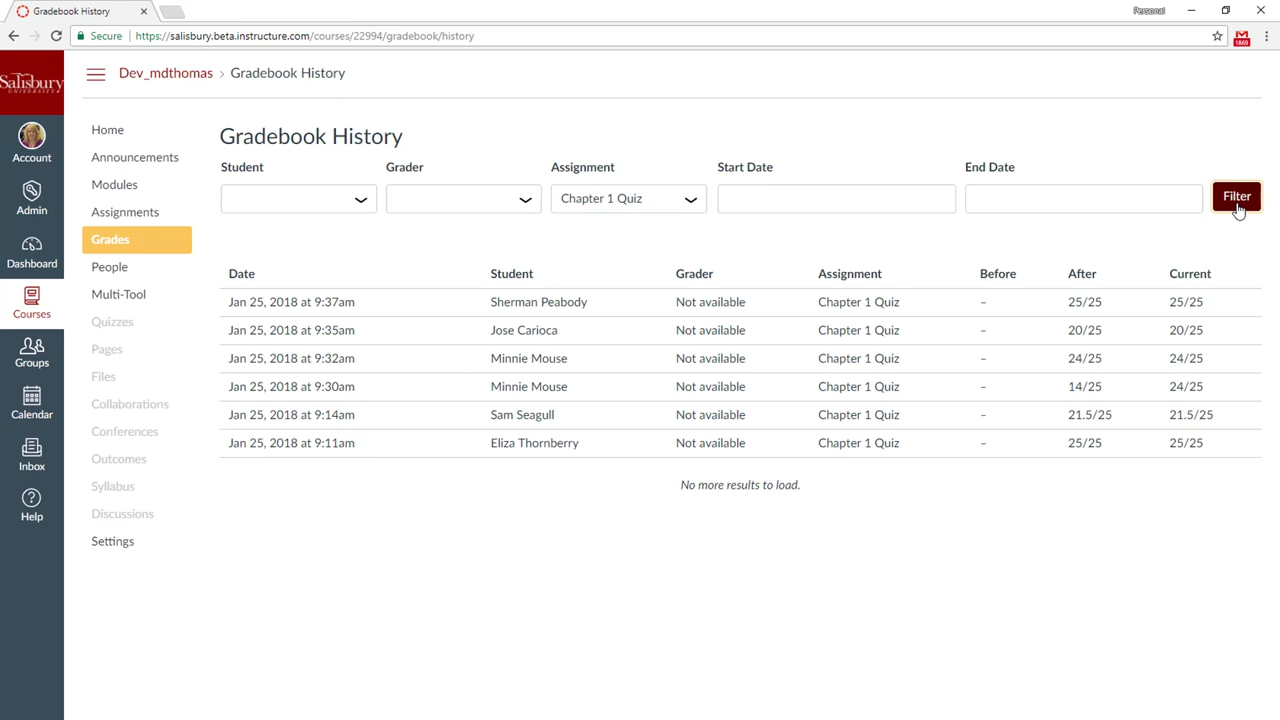 Gradebook History
Personal
Secure https://salisbury.beta.instructure.com/courses/22994/gradebook/history
1869
Salisbury
UNIVERSITY
Account
Admin
Dashboard
Courses
Groups
Calendar
Inbox
Help
Dev_mdthomas > Gradebook History
Home
Announcements
Modules
Assignments
Grades
People
Multi-Tool
Quizzes
Pages
Files
Collaborations
Conferences
Outcomes
Syllabus
Discussions
Settings
Gradebook History
Student Grader Assignment Start Date End Date
Chapter 1 Quiz Filter
Date Student Grader Assignment Before After Current
Jan 25, 2018 at 9:37am Sherman Peabody Not available Chapter 1 Quiz – 25/25 25/25
Jan 25, 2018 at 9:35am Jose Carioca Not available Chapter 1 Quiz – 20/25 20/25
Jan 25, 2018 at 9:32am Minnie Mouse Not available Chapter 1 Quiz – 24/25 24/25
Jan 25, 2018 at 9:30am Minnie Mouse Not available Chapter 1 Quiz – 14/25 24/25
Jan 25, 2018 at 9:14am Sam Seagull Not available Chapter 1 Quiz – 21.5/25 21.5/25
Jan 25, 2018 at 9:11am Eliza Thornberry Not available Chapter 1 Quiz – 25/25 25/25
No more results to load.